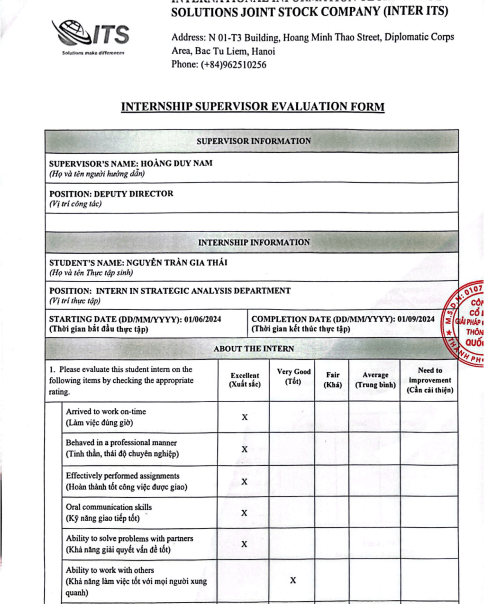 ITS
Solutions make differences
SOLUTIONS JOINT STOCK COMPANY (INTER ITS)
Address: N 01-T3 Building, Hoang Minh Thao Street, Diplomatic Corps
Area, Bac Tu Liem, Hanoi
Phone: (+84)962510256
INTERNSHIP SUPERVISOR EVALUATION FORM
SUPERVISOR INFORMATION
SUPERVISOR'S NAME: HOÀNG DUY NAM
(Họ và tên người hướng dẫn)
POSITION: DEPUTY DIRECTOR
(Vị trí công tác)
INTERNSHIP INFORMATION
STUDENT'S NAME: NGUYỄN TRẦN GIA THÁI
(Họ và tên Thực tập sinh)
POSITION: INTERN IN STRATEGIC ANALYSIS DEPARTMENT
(Vị trí thực tập)
STARTING DATE (DD/MM/YYYY): 01/06/2024
(Thời gian bắt đầu thực tập)
COMPLETION DATE (DD/MM/YYYY): 01/09/2024
(Thời gian kết thúc thực tập)
ABOUT THE INTERN
1. Please evaluate this student intern on the
following items by checking the appropriate
rating.
Excellent
(Xuất sắc)
Very Good
(Tốt)
Fair
(Khá)
Average
(Trung bình)
Need to
improvement
(Cần cải thiện)
Arrived to work on-time
(Làm việc đúng giờ)
X
Behaved in a professional manner
(Tinh thần, thái độ chuyên nghiệp)
X
Effectively performed assignments
(Hoàn thành tốt công việc được giao)
X
Oral communication skills
(Kỹ năng giao tiếp tốt)
X
Ability to solve problems with partners
(Khả năng giải quyết vấn đề tốt)
X
Ability to work with others
(Khả năng làm việc tốt với mọi người xung
quanh)
X